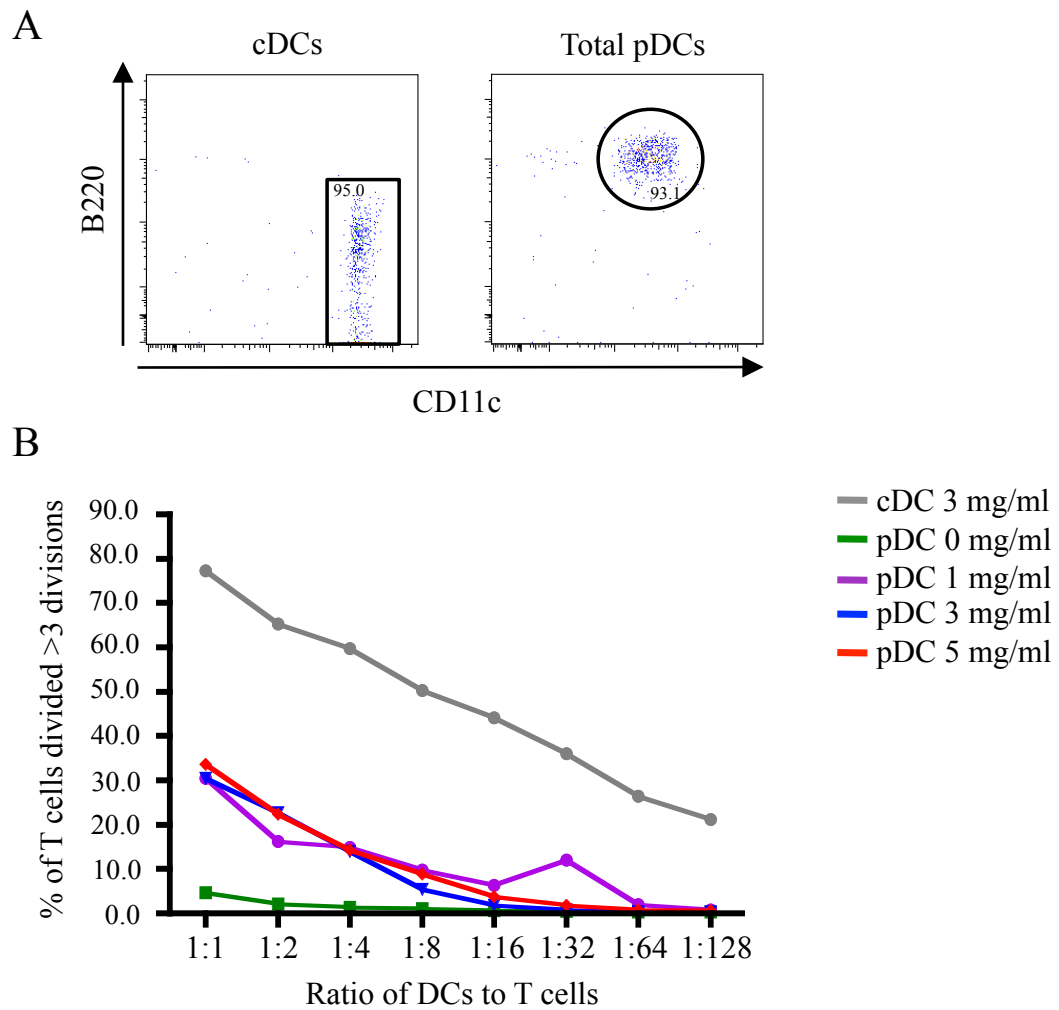 A
cDCs
Total pDCs
B220
95.0
93.1
CD11c
B
% of T cells divided >3 divisions
90.0
80.0
70.0
60.0
50.0
40.0
30.0
20.0
10.0
0.0
1:1
1:2
1:4
1:8
1:16
1:32
1:64
1:128
Ratio of DCs to T cells
cDC 3 mg/ml
pDC 0 mg/ml
pDC 1 mg/ml
pDC 3 mg/ml
pDC 5 mg/ml